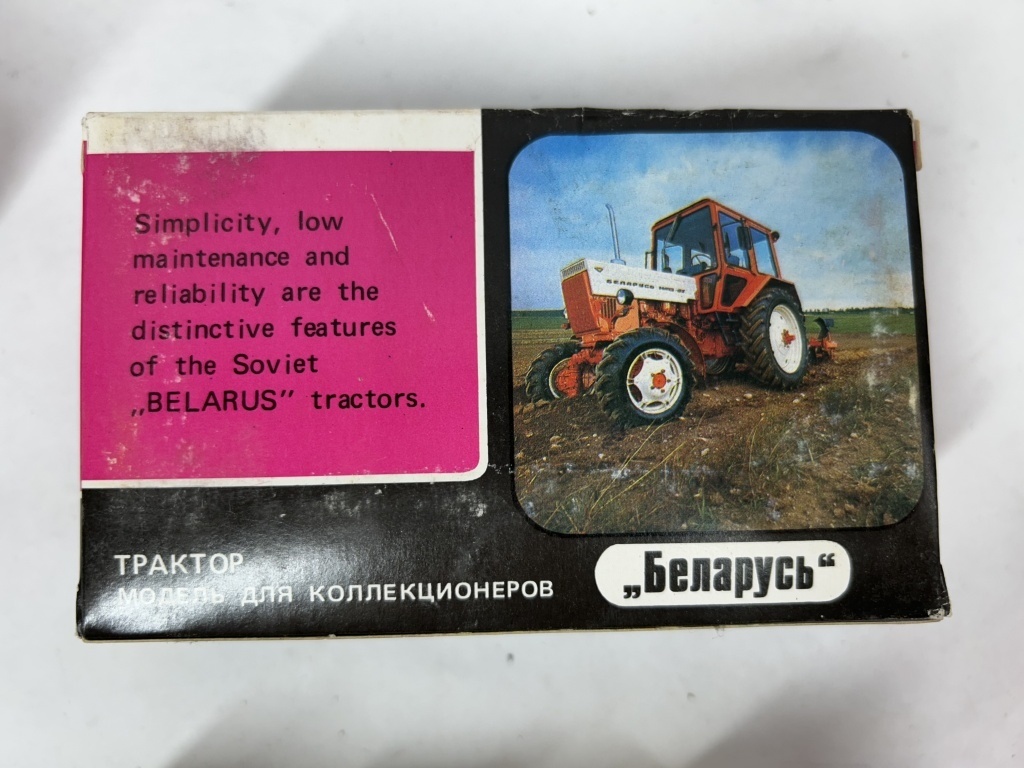 Simplicity, low
maintenance and
reliability are the
distinctive features
of the Soviet
„BELARUS” tractors.
БЕЛАРУСЬ
ТРАКТОР
МОДЕЛЬ ДЛЯ КОЛЛЕКЦИОНЕРОВ
„Беларусь“